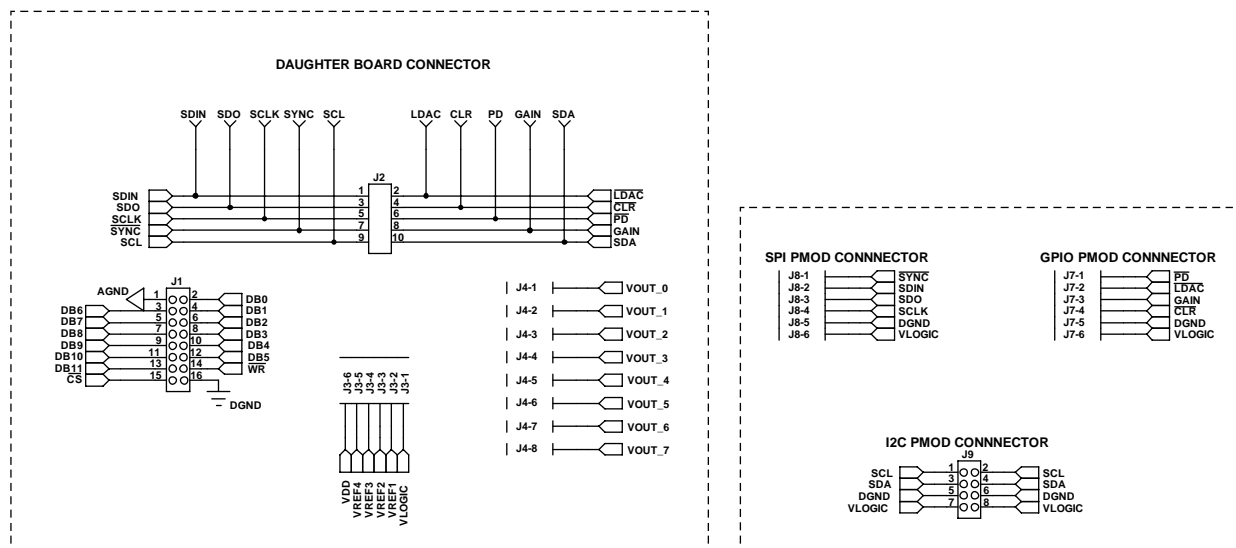 DAUGHTER BOARD CONNECTOR
SDIN SDO SCLK SYNC SCL LDAC CLR PD GAIN SDA
J2
SDIN 1 2 LDAC
SDO 3 4 CLR
SCLK 5 6 PD
SYNC 7 8 GAIN
SCL 9 10 SDA
J1
AGND 1 2 DB0
DB6 3 4 DB1
DB7 5 6 DB2
DB8 7 8 DB3
DB9 9 10 DB4
DB10 11 12 DB5
DB11 13 14 WR
CS 15 16
DGND
J3-6 J3-5 J3-4 J3-3 J3-2 J3-1
VDD VREF4 VREF3 VREF2 VREF1 VLOGIC
J4-1 VOUT_0
J4-2 VOUT_1
J4-3 VOUT_2
J4-4 VOUT_3
J4-5 VOUT_4
J4-6 VOUT_5
J4-7 VOUT_6
J4-8 VOUT_7
SPI PMOD CONNNECTOR
J8-1 SYNC
J8-2 SDIN
J8-3 SDO
J8-4 SCLK
J8-5 DGND
J8-6 VLOGIC
GPIO PMOD CONNNECTOR
J7-1 PD
J7-2 LDAC
J7-3 GAIN
J7-4 CLR
J7-5 DGND
J7-6 VLOGIC
I2C PMOD CONNNECTOR
J9
SCL 1 2 SCL
SDA 3 4 SDA
DGND 5 6 DGND
VLOGIC 7 8 VLOGIC